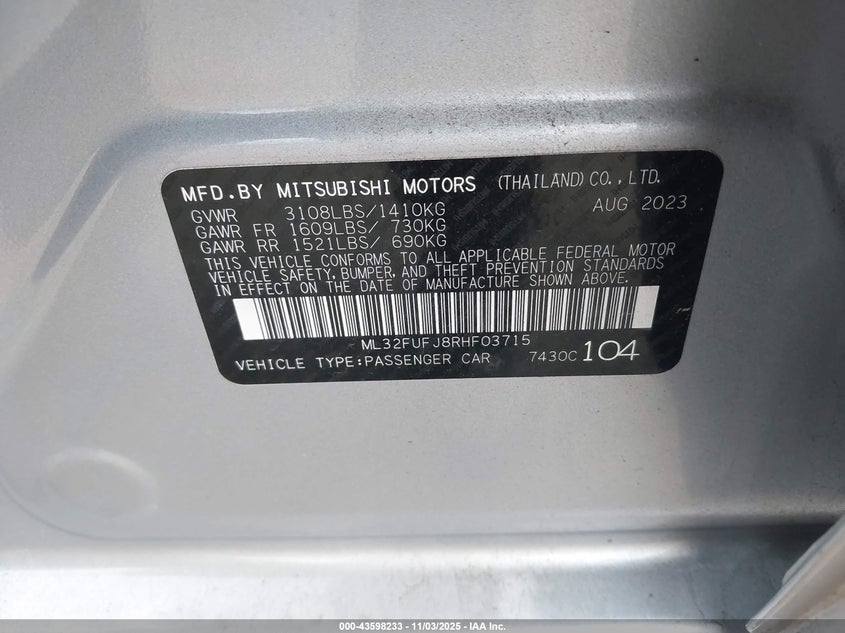 MFD.BY MITSUBISHI MOTORS (THAILAND) CO., LTD.
GVWR 3108LBS/1410KG AUG 2023
GAWR FR 1609LBS/ 730KG
GAWR RR 1521LBS/ 690KG
THIS VEHICLE CONFORMS TO ALL APPLICABLE FEDERAL MOTOR
VEHICLE SAFETY, BUMPER, AND THEFT PREVENTION STANDARDS
IN EFFECT ON THE DATE OF MANUFACTURE SHOWN ABOVE.
ML32FUFJ8RHF03715
VEHICLE TYPE:PASSENGER CAR 7430C 104
000-43598233 - 11/03/2025 - IAA Inc.